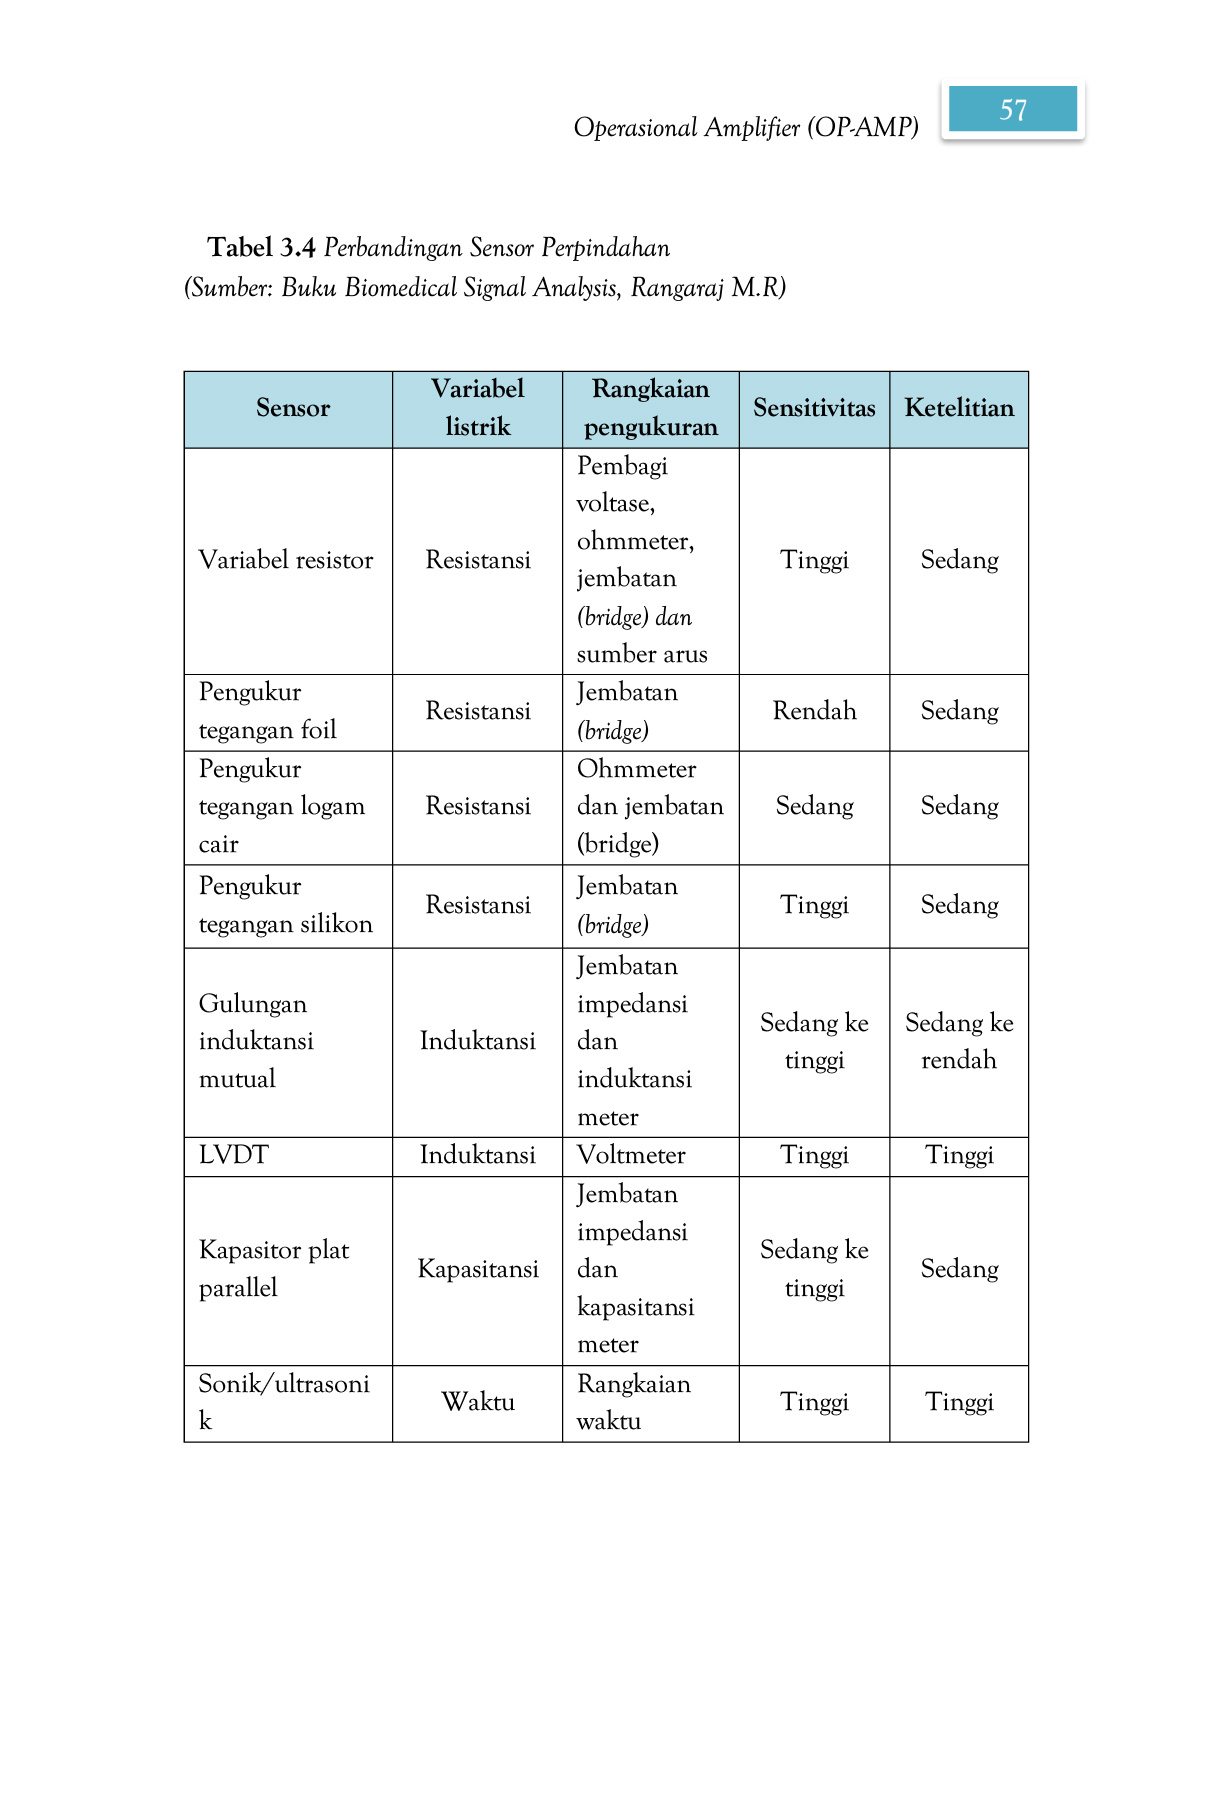 Operasional Amplifier (OP-AMP)
57
Tabel 3.4 Perbandingan Sensor Perpindahan
(Sumber: Buku Biomedical Signal Analysis, Rangaraj M.R)
Sensor
Variabel
listrik
Rangkaian
pengukuran
Sensitivitas
Ketelitian
Variabel resistor
Resistansi
Pembagi
voltase,
ohmmeter,
jembatan
(bridge) dan
sumber arus
Tinggi
Sedang
Pengukur
tegangan foil
Resistansi
Jembatan
(bridge)
Rendah
Sedang
Pengukur
tegangan logam
cair
Resistansi
Ohmmeter
dan jembatan
(bridge)
Sedang
Sedang
Pengukur
tegangan silikon
Resistansi
Jembatan
(bridge)
Tinggi
Sedang
Gulungan
induktansi
mutual
Induktansi
Jembatan
impedansi
dan
induktansi
meter
Sedang ke
tinggi
Sedang ke
rendah
LVDT
Induktansi
Voltmeter
Tinggi
Tinggi
Kapasitor plat
parallel
Kapasitansi
Jembatan
impedansi
dan
kapasitansi
meter
Sedang ke
tinggi
Sedang
Sonik/ultrasoni
k
Waktu
Rangkaian
waktu
Tinggi
Tinggi